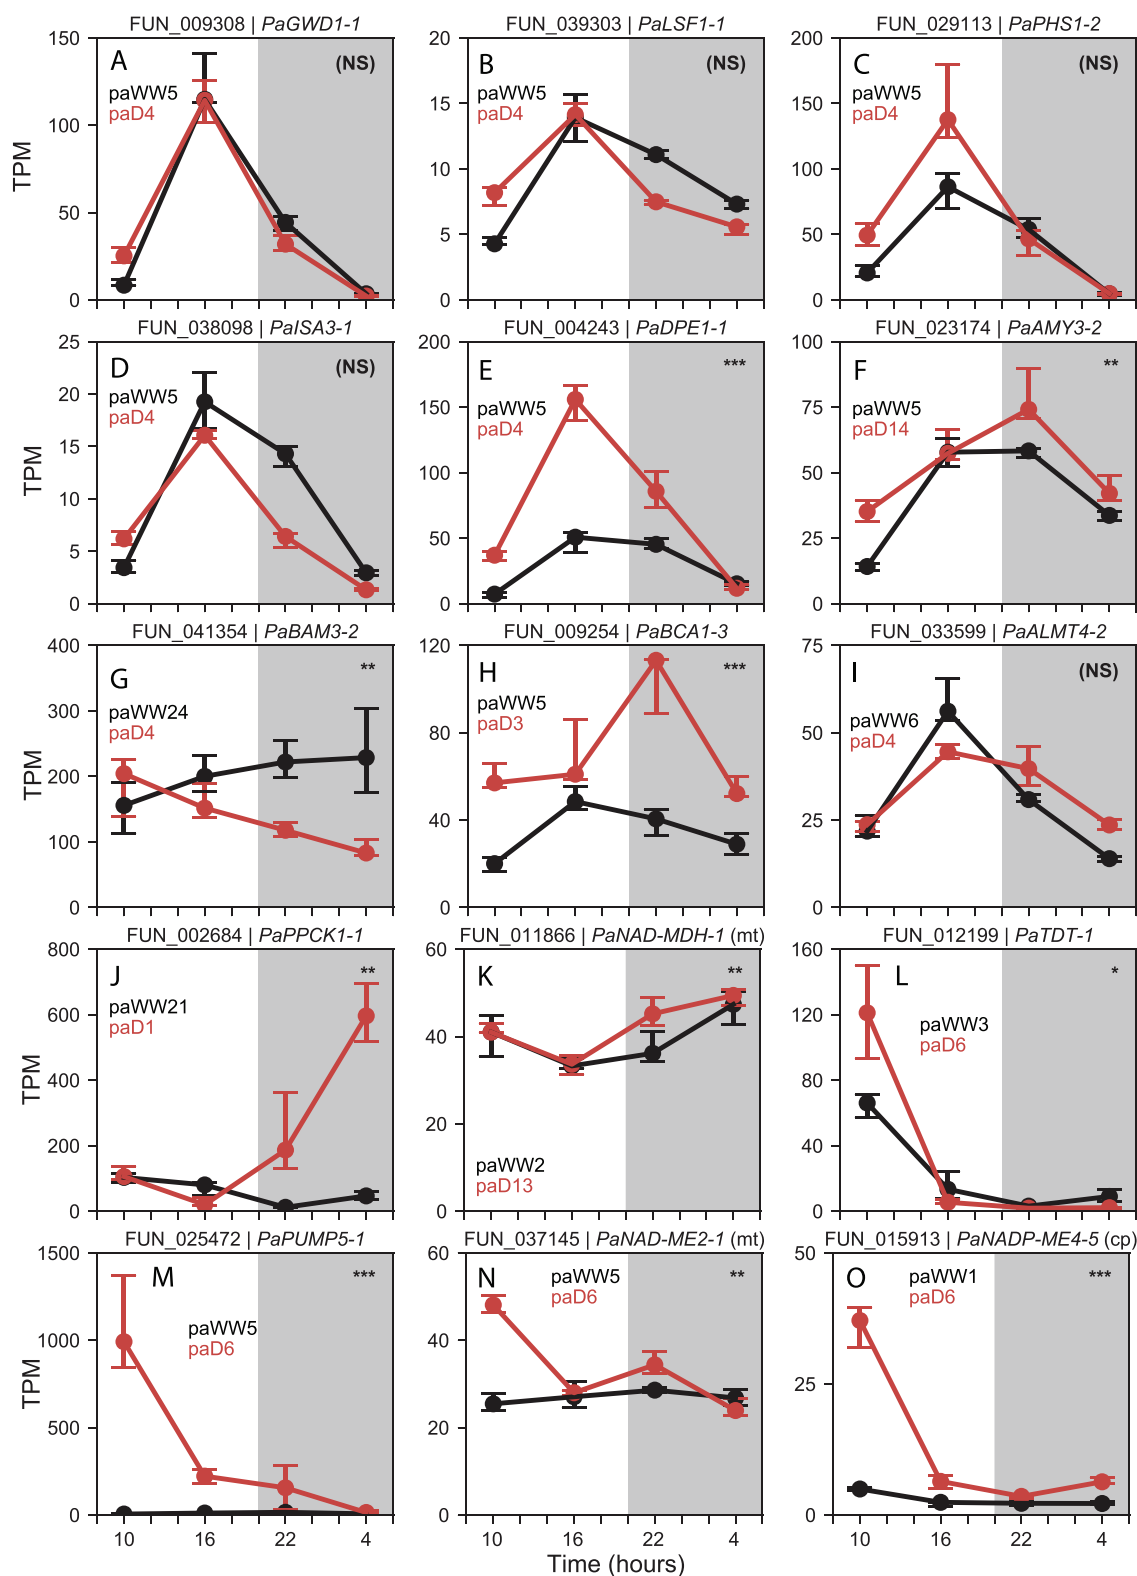 FUN_009308 | PaGWD1-1
FUN_039303 | PaLSF1-1
FUN_029113 | PaPHS1-2
150
100
50
0
TPM
A
paWW5
paD4
(NS)
20
15
10
5
0
B
paWW5
paD4
(NS)
200
150
100
50
0
C
paWW5
paD4
(NS)
FUN_038098 | PaISA3-1
FUN_004243 | PaDPE1-1
FUN_023174 | PaAMY3-2
25
20
15
10
5
0
TPM
D
paWW5
paD4
(NS)
200
150
100
50
0
E
paWW5
paD4
***
100
75
50
25
0
F
paWW5
paD14
**
FUN_041354 | PaBAM3-2
FUN_009254 | PaBCA1-3
FUN_033599 | PaALMT4-2
400
300
200
100
0
TPM
G
paWW24
paD4
**
120
80
40
0
H
paWW5
paD3
***
75
50
25
0
I
paWW6
paD4
(NS)
FUN_002684 | PaPPCK1-1
FUN_011866 | PaNAD-MDH-1 (mt)
FUN_012199 | PaTDT-1
800
600
400
200
0
TPM
J
paWW21
paD1
**
60
40
20
0
K
paWW2
paD13
**
160
120
80
40
0
L
paWW3
paD6
*
FUN_025472 | PaPUMP5-1
FUN_037145 | PaNAD-ME2-1 (mt)
FUN_015913 | PaNADP-ME4-5 (cp)
1500
1000
500
0
TPM
M
paWW5
paD6
***
60
40
20
0
N
paWW5
paD6
**
50
25
0
O
paWW1
paD6
***
10 16 22 4
10 16 22 4
10 16 22 4
Time (hours)